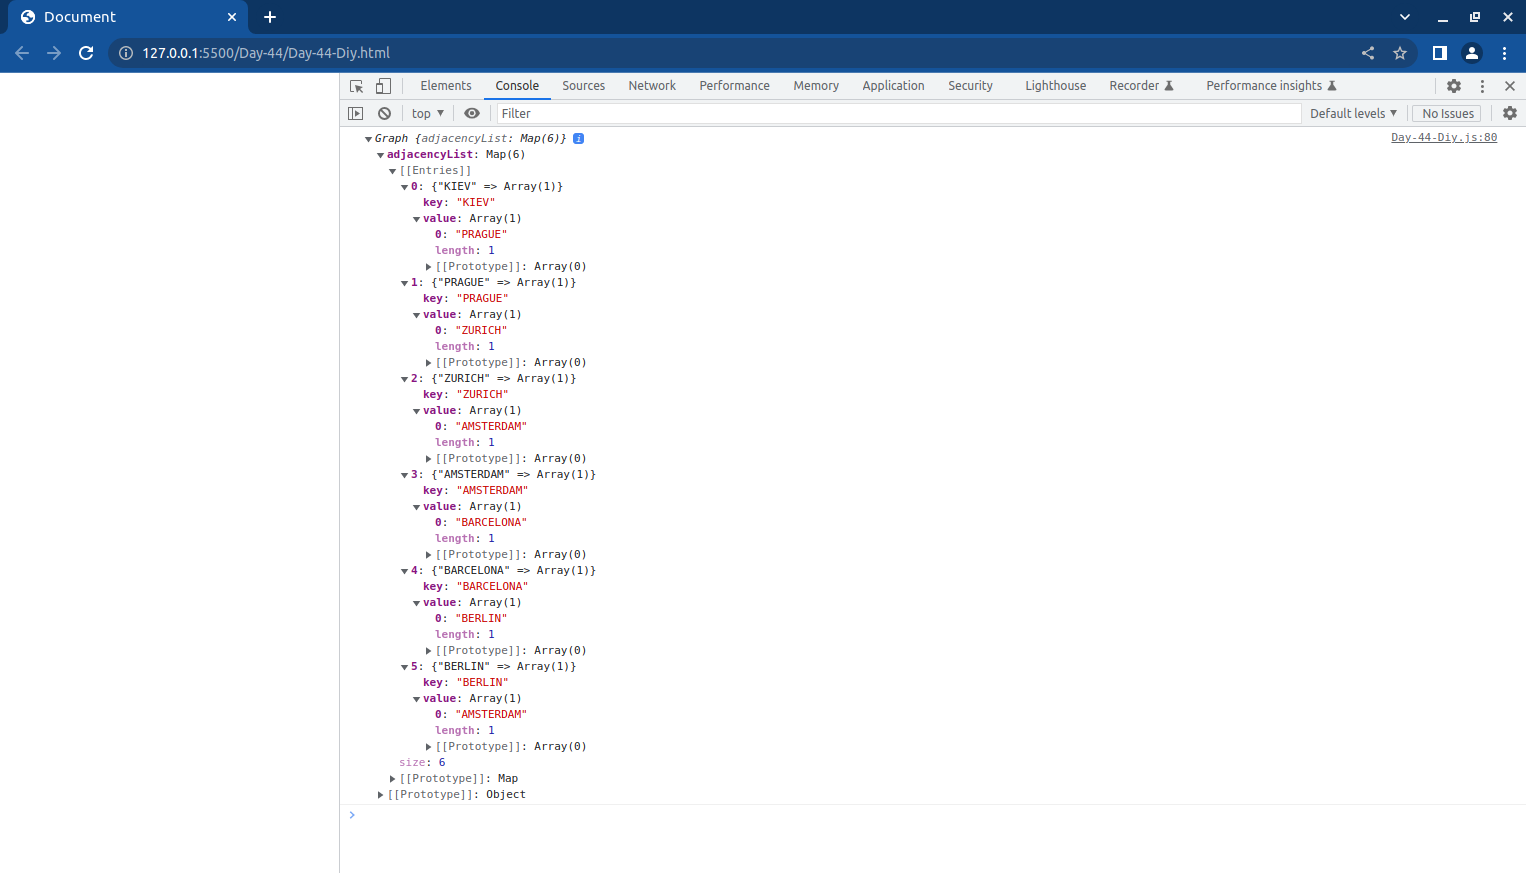 Document
127.0.0.1:5500/Day-44/Day-44-Diy.html
Elements Console Sources Network Performance Memory Application Security Lighthouse Recorder Performance insights
top Filter Default levels No Issues
Graph {adjacencyList: Map(6)} i Day-44-Diy.js:80
adjacencyList: Map(6)
[[Entries]]
0: {"KIEV" => Array(1)}
key: "KIEV"
value: Array(1)
0: "PRAGUE"
length: 1
[[Prototype]]: Array(0)
1: {"PRAGUE" => Array(1)}
key: "PRAGUE"
value: Array(1)
0: "ZURICH"
length: 1
[[Prototype]]: Array(0)
2: {"ZURICH" => Array(1)}
key: "ZURICH"
value: Array(1)
0: "AMSTERDAM"
length: 1
[[Prototype]]: Array(0)
3: {"AMSTERDAM" => Array(1)}
key: "AMSTERDAM"
value: Array(1)
0: "BARCELONA"
length: 1
[[Prototype]]: Array(0)
4: {"BARCELONA" => Array(1)}
key: "BARCELONA"
value: Array(1)
0: "BERLIN"
length: 1
[[Prototype]]: Array(0)
5: {"BERLIN" => Array(1)}
key: "BERLIN"
value: Array(1)
0: "AMSTERDAM"
length: 1
[[Prototype]]: Array(0)
size: 6
[[Prototype]]: Map
[[Prototype]]: Object